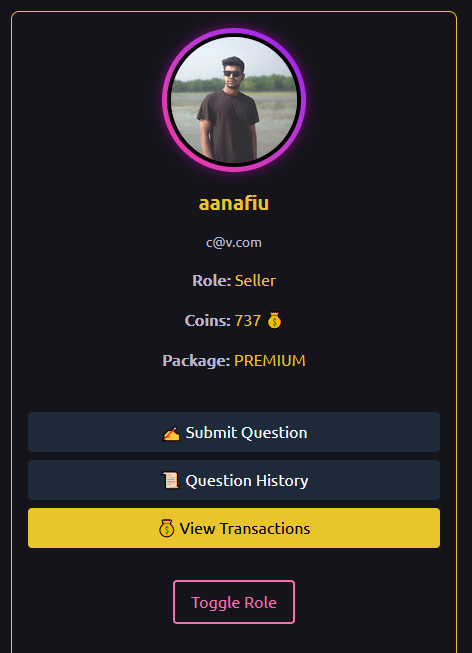 aanafiu
c@v.com
Role: Seller
Coins: 737 💰
Package: PREMIUM
✍️ Submit Question
📜 Question History
💰 View Transactions
Toggle Role